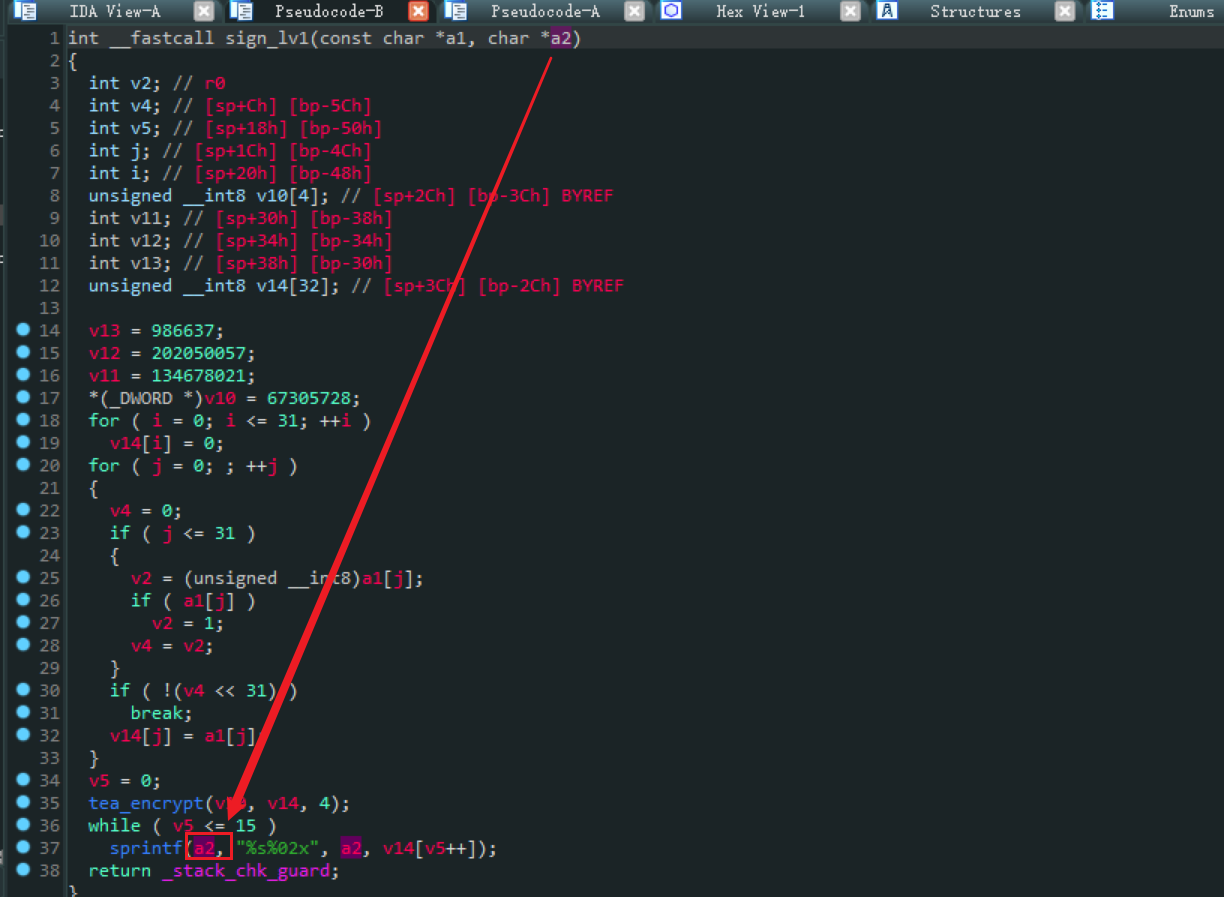 IDA View-A Pseudocode-B Pseudocode-A Hex View-1 Structures Enums
1 int __fastcall sign_lv1(const char *a1, char *a2)
2 {
3 int v2; // r0
4 int v4; // [sp+Ch] [bp-5Ch]
5 int v5; // [sp+18h] [bp-50h]
6 int j; // [sp+1Ch] [bp-4Ch]
7 int i; // [sp+20h] [bp-48h]
8 unsigned __int8 v10[4]; // [sp+2Ch] [bp-3Ch] BYREF
9 int v11; // [sp+30h] [bp-38h]
10 int v12; // [sp+34h] [bp-34h]
11 int v13; // [sp+38h] [bp-30h]
12 unsigned __int8 v14[32]; // [sp+3Ch] [bp-2Ch] BYREF
13
14 v13 = 986637;
15 v12 = 202050057;
16 v11 = 134678021;
17 *(_DWORD *)v10 = 67305728;
18 for ( i = 0; i <= 31; ++i )
19 v14[i] = 0;
20 for ( j = 0; ; ++j )
21 {
22 v4 = 0;
23 if ( j <= 31 )
24 {
25 v2 = (unsigned __int8)a1[j];
26 if ( a1[j] )
27 v2 = 1;
28 v4 = v2;
29 }
30 if ( !(v4 << 31) )
31 break;
32 v14[j] = a1[j];
33 }
34 v5 = 0;
35 tea_encrypt(v10, v14, 4);
36 while ( v5 <= 15 )
37 sprintf(a2, "%s%02x", a2, v14[v5++]);
38 return _stack_chk_guard;
}